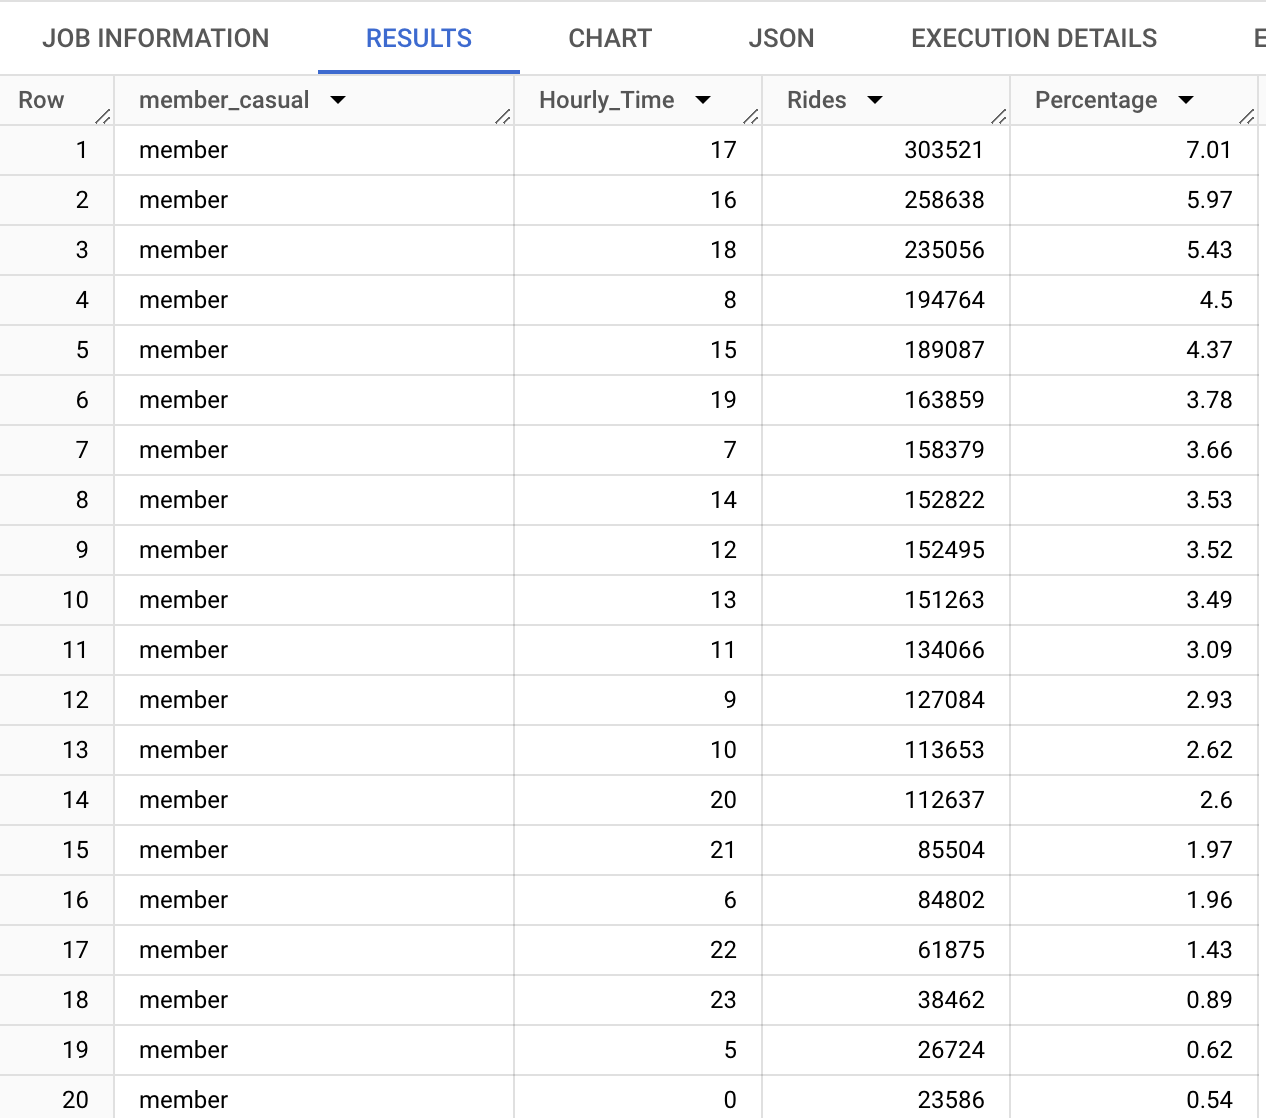 JOB INFORMATION RESULTS CHART JSON EXECUTION DETAILS E
Row member_casual Hourly_Time Rides Percentage
1 member 17 303521 7.01
2 member 16 258638 5.97
3 member 18 235056 5.43
4 member 8 194764 4.5
5 member 15 189087 4.37
6 member 19 163859 3.78
7 member 7 158379 3.66
8 member 14 152822 3.53
9 member 12 152495 3.52
10 member 13 151263 3.49
11 member 11 134066 3.09
12 member 9 127084 2.93
13 member 10 113653 2.62
14 member 20 112637 2.6
15 member 21 85504 1.97
16 member 6 84802 1.96
17 member 22 61875 1.43
18 member 23 38462 0.89
19 member 5 26724 0.62
20 member 0 23586 0.54